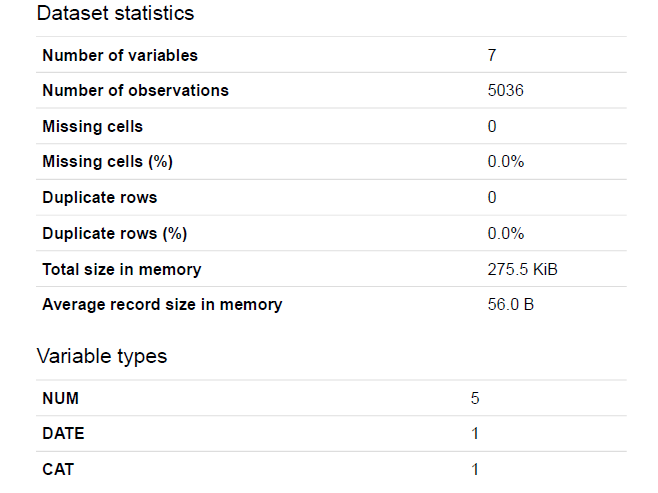 Dataset statistics
Number of variables 7
Number of observations 5036
Missing cells 0
Missing cells (%) 0.0%
Duplicate rows 0
Duplicate rows (%) 0.0%
Total size in memory 275.5 KiB
Average record size in memory 56.0 B
Variable types
NUM 5
DATE 1
CAT 1